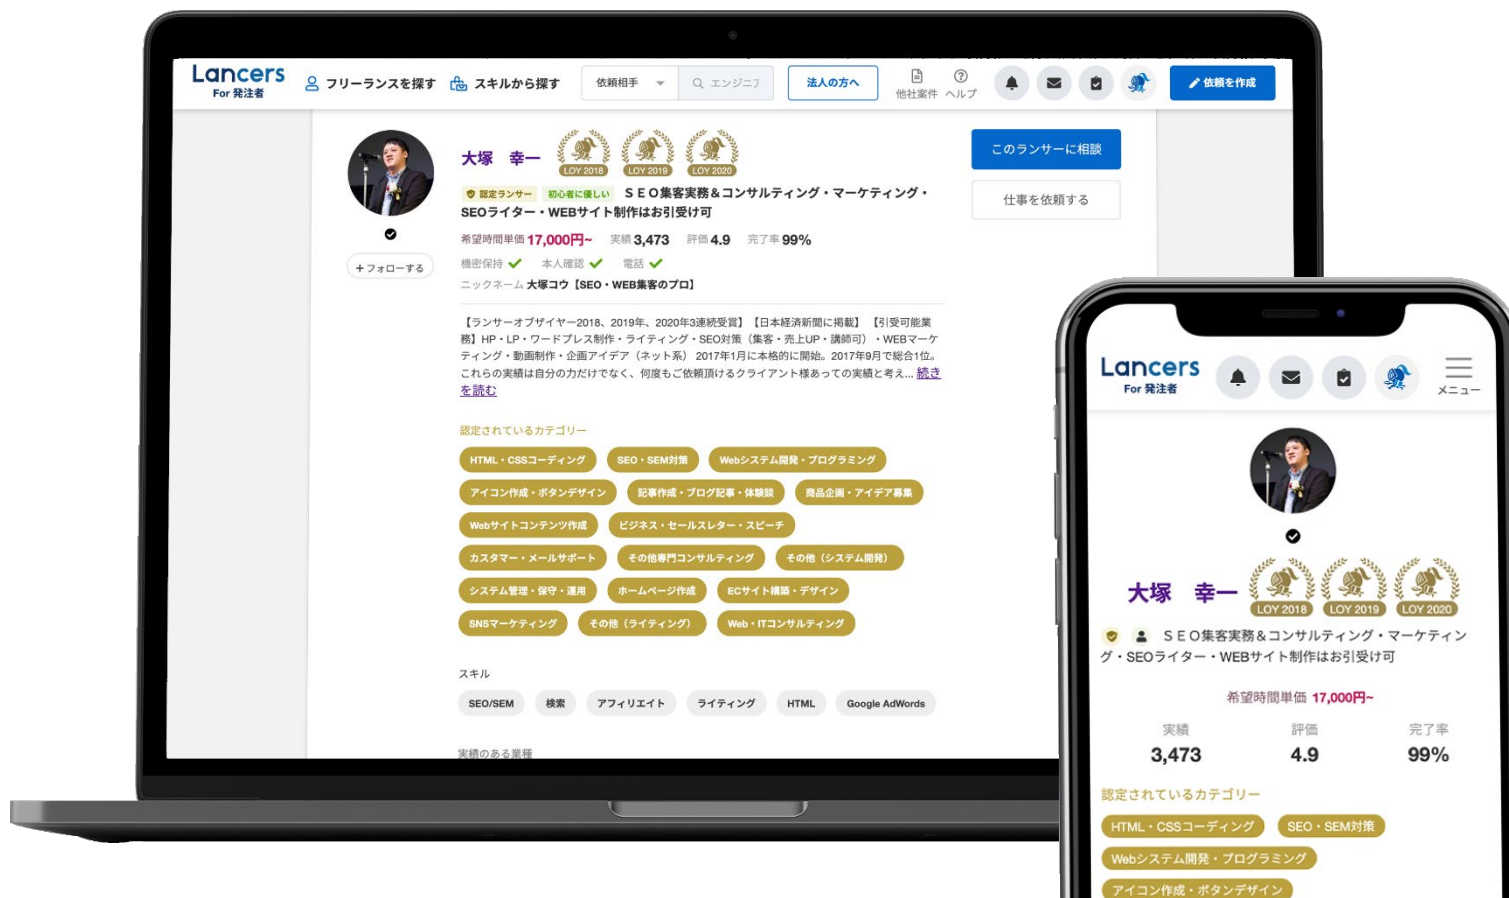 Lancers
For 発注者
フリーランスを探す
スキルから探す
依頼相手
エンジニア
法人の方へ
他社案件
ヘルプ
依頼を作成
大塚 幸一
LOY 2018
LOY 2019
LOY 2020
このランサーに相談
仕事を依頼する
+フォローする
認定ランサー 初心者に優しい ＳＥＯ集客実務＆コンサルティング・マーケティング・
SEOライター・WEBサイト制作はお引受け可
希望時間単価 17,000円~ 実績 3,473 評価 4.9 完了率 99%
機密保持 ✓ 本人確認 ✓ 電話 ✓
ニックネーム 大塚コウ【SEO・WEB集客のプロ】
【ランサーオブザイヤー2018、2019年、2020年3連続受賞】【日本経済新聞に掲載】 【引受可能業
務】HP・LP・ワードプレス制作・ライティング・SEO対策（集客・売上UP・講師可）・WEBマーケ
ティング・動画制作・企画アイデア（ネット系） 2017年1月に本格的に開始。2017年9月で総合1位。
これらの実績は自分の力だけでなく、何度もご依頼頂けるクライアント様あっての実績と考え... 続き
を読む
認定されているカテゴリー
HTML・CSSコーディング SEO・SEM対策 Webシステム開発・プログラミング
アイコン作成・ボタンデザイン 記事作成・ブログ記事・体験談 商品企画・アイデア募集
Webサイトコンテンツ作成 ビジネス・セールスレター・スピーチ
カスタマー・メールサポート その他専門コンサルティング その他（システム開発）
システム管理・保守・運用 ホームページ作成 ECサイト構築・デザイン
SNSマーケティング その他（ライティング） Web・ITコンサルティング
スキル
SEO/SEM 検索 アフィリエイト ライティング HTML Google AdWords
実績のある業種
Lancers
For 発注者
メニュー
大塚 幸一
LOY 2018
LOY 2019
LOY 2020
ＳＥＯ集客実務＆コンサルティング・マーケティン
グ・SEOライター・WEBサイト制作はお引受け可
希望時間単価 17,000円~
実績 評価 完了率
3,473 4.9 99%
認定されているカテゴリー
HTML・CSSコーディング SEO・SEM対策
Webシステム開発・プログラミング
アイコン作成・ボタンデザイン